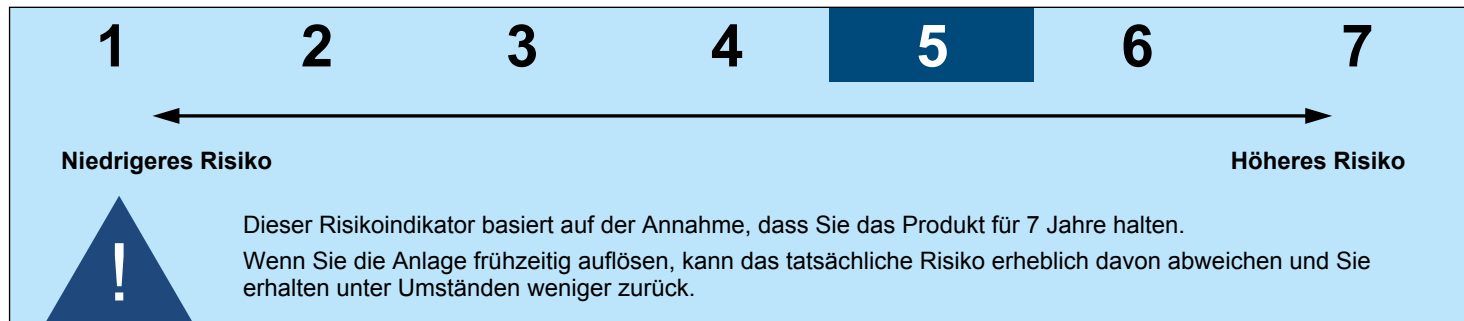 1 2 3 4 5 6 7
Niedrigeres Risiko Höheres Risiko
!
Dieser Risikoindikator basiert auf der Annahme, dass Sie das Produkt für 7 Jahre halten.
Wenn Sie die Anlage frühzeitig auflösen, kann das tatsächliche Risiko erheblich davon abweichen und Sie
erhalten unter Umständen weniger zurück.